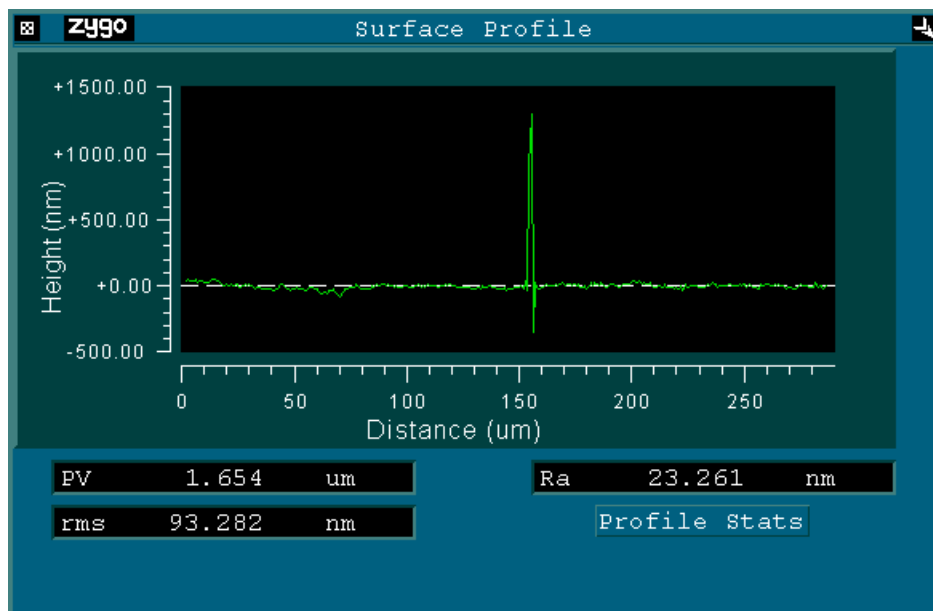 zygo Surface Profile
+1500.00
+1000.00
+500.00
+0.00
-500.00
Height (nm)
0 50 100 150 200 250
Distance (um)
PV 1.654 um Ra 23.261 nm
rms 93.282 nm Profile Stats